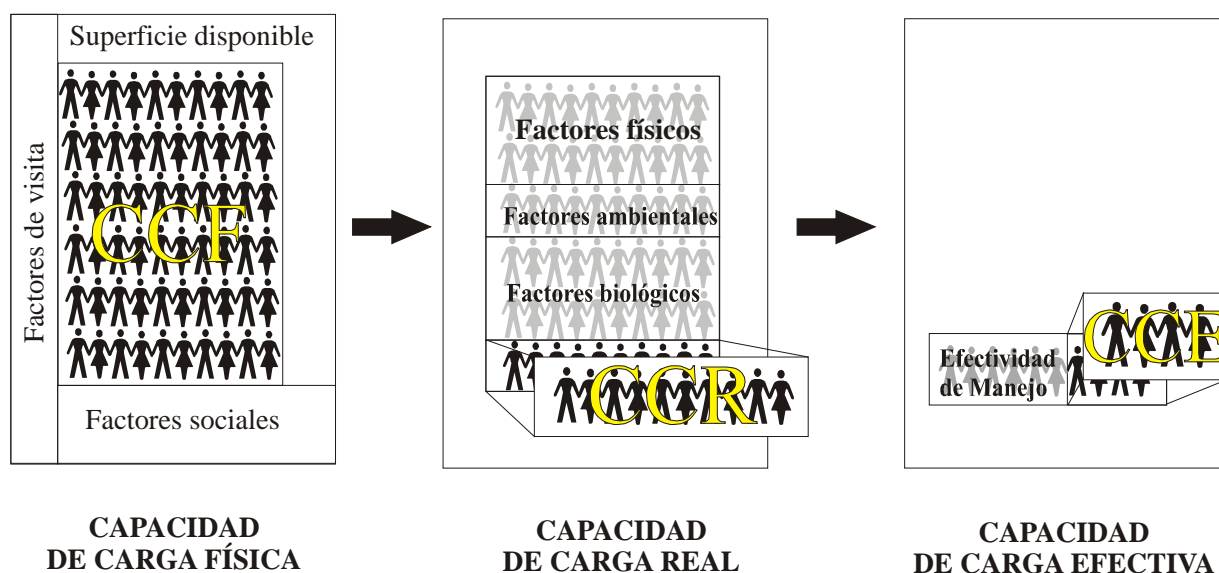 Superficie disponible
Factores de visita
CCF
Factores sociales
CAPACIDAD
DE CARGA FÍSICA
Factores físicos
Factores ambientales
Factores biológicos
CCR
CAPACIDAD
DE CARGA REAL
Efectividad
de Manejo
CCE
CAPACIDAD
DE CARGA EFECTIVA